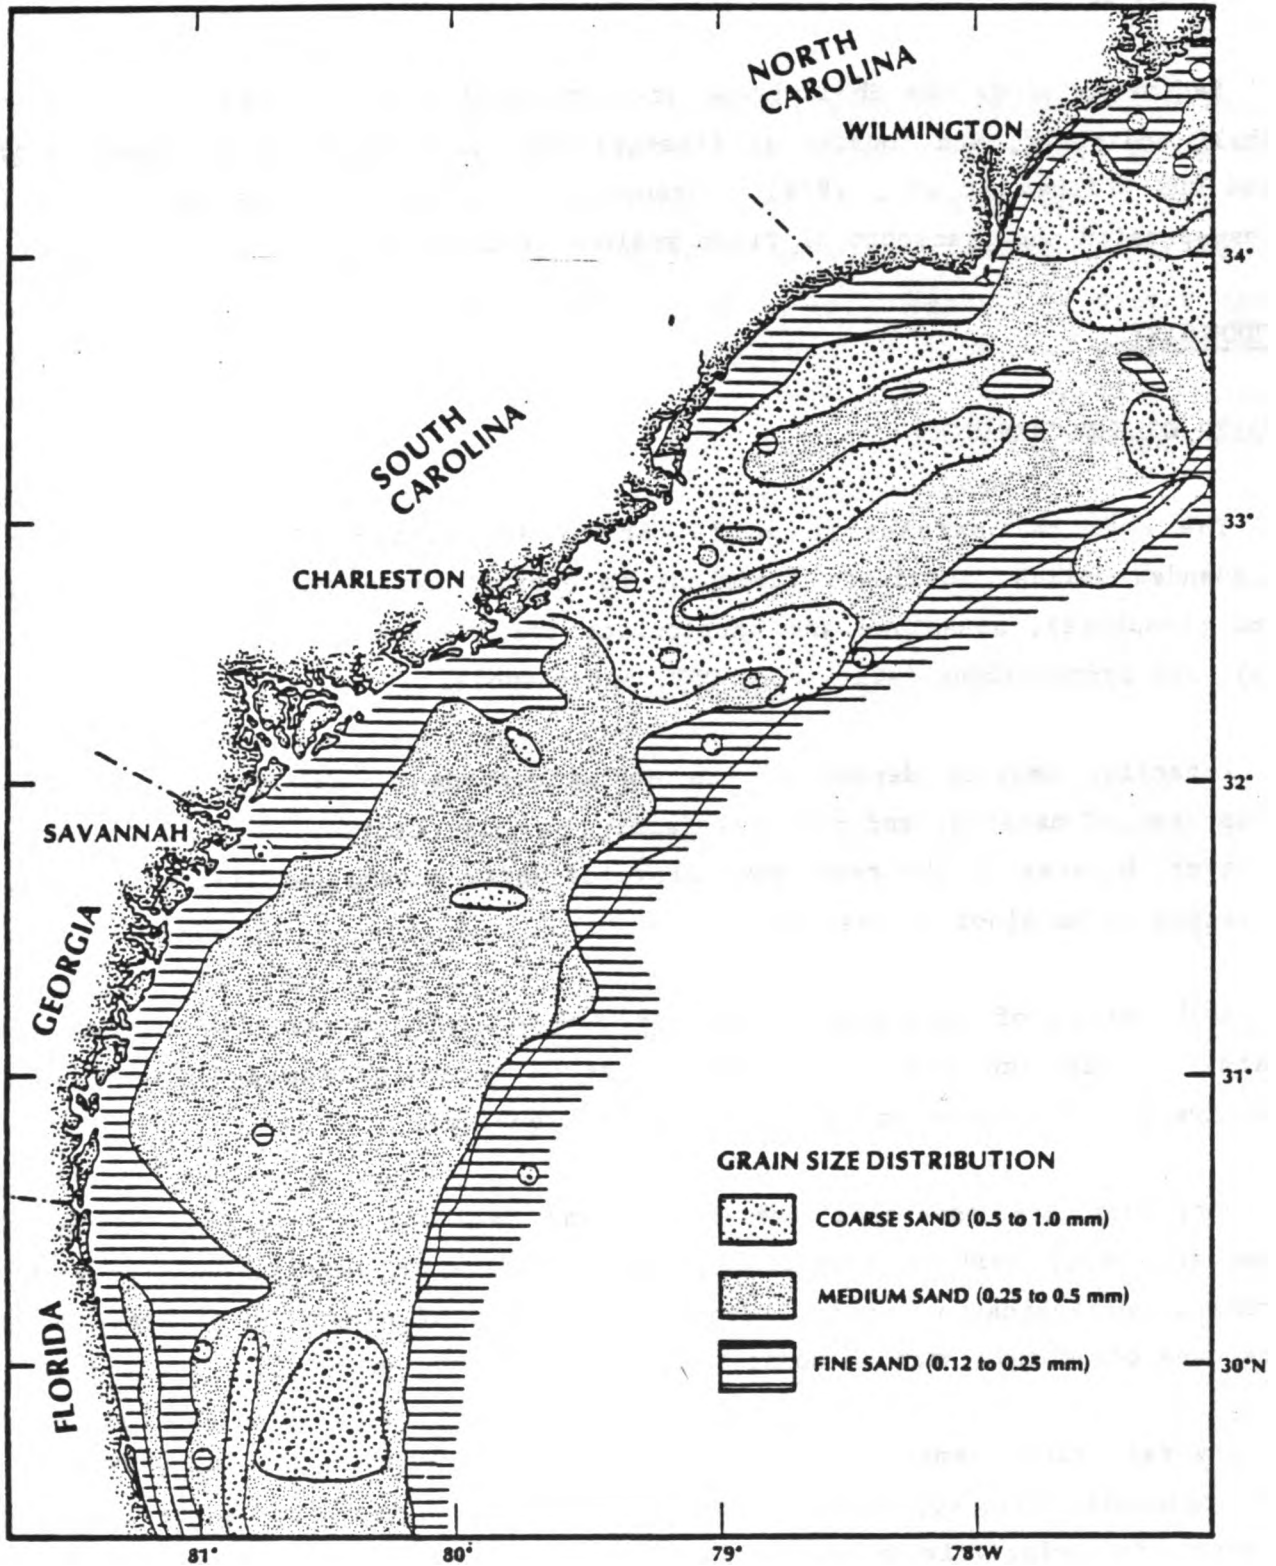 NORTH
CAROLINA
WILMINGTON
34°
SOUTH
CAROLINA
33°
CHARLESTON
32°
SAVANNAH
GEORGIA
31°
GRAIN SIZE DISTRIBUTION
COARSE SAND (0.5 to 1.0 mm)
MEDIUM SAND (0.25 to 0.5 mm)
FINE SAND (0.12 to 0.25 mm)
30°N
FLORIDA
81°
80°
79°
78°W